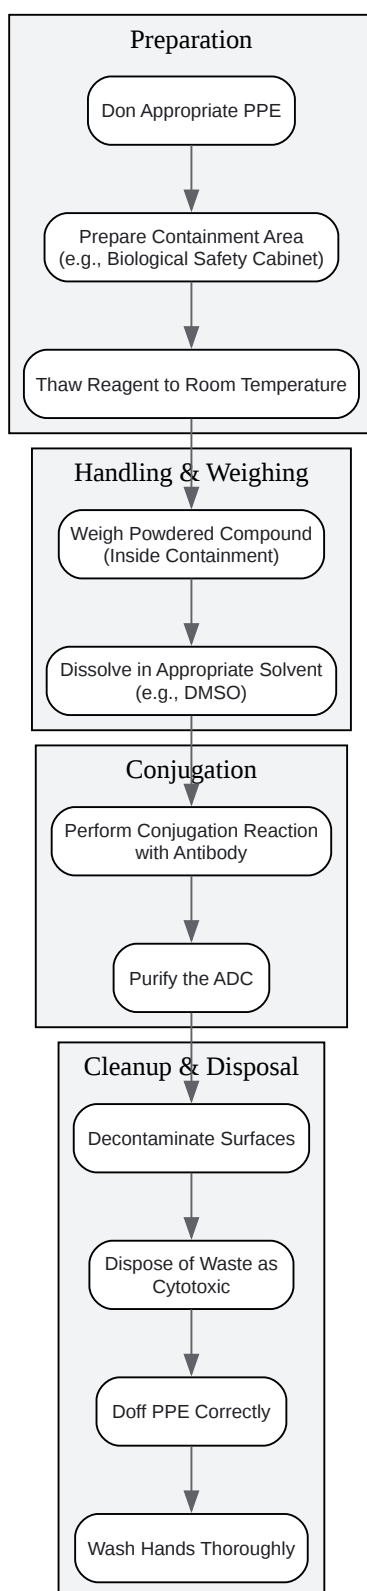 Preparation
Don Appropriate PPE
Prepare Containment Area
(e.g., Biological Safety Cabinet)
Thaw Reagent to Room Temperature
Handling & Weighing
Weigh Powdered Compound
(Inside Containment)
Dissolve in Appropriate Solvent
(e.g., DMSO)
Conjugation
Perform Conjugation Reaction
with Antibody
Purify the ADC
Cleanup & Disposal
Decontaminate Surfaces
Dispose of Waste as
Cytotoxic
Doff PPE Correctly
Wash Hands Thoroughly